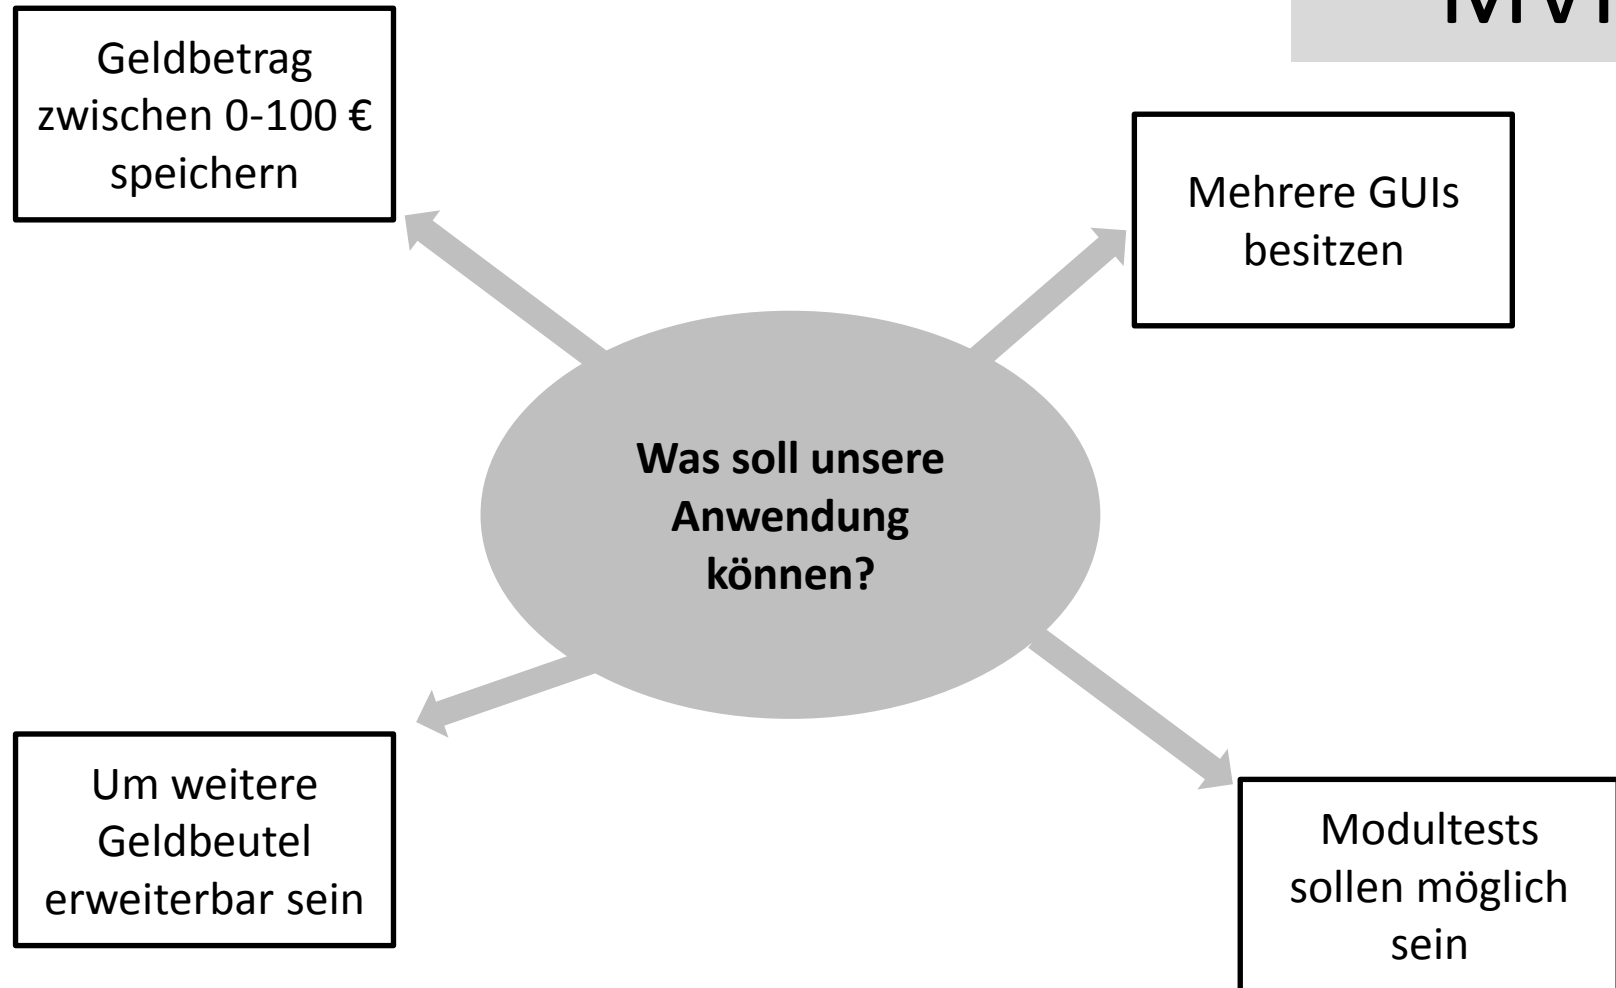 Geldbetrag
zwischen 0-100 €
speichern
Mehrere GUIs
besitzen
Was soll unsere
Anwendung
können?
Um weitere
Geldbeutel
erweiterbar sein
Modultests
sollen möglich
sein